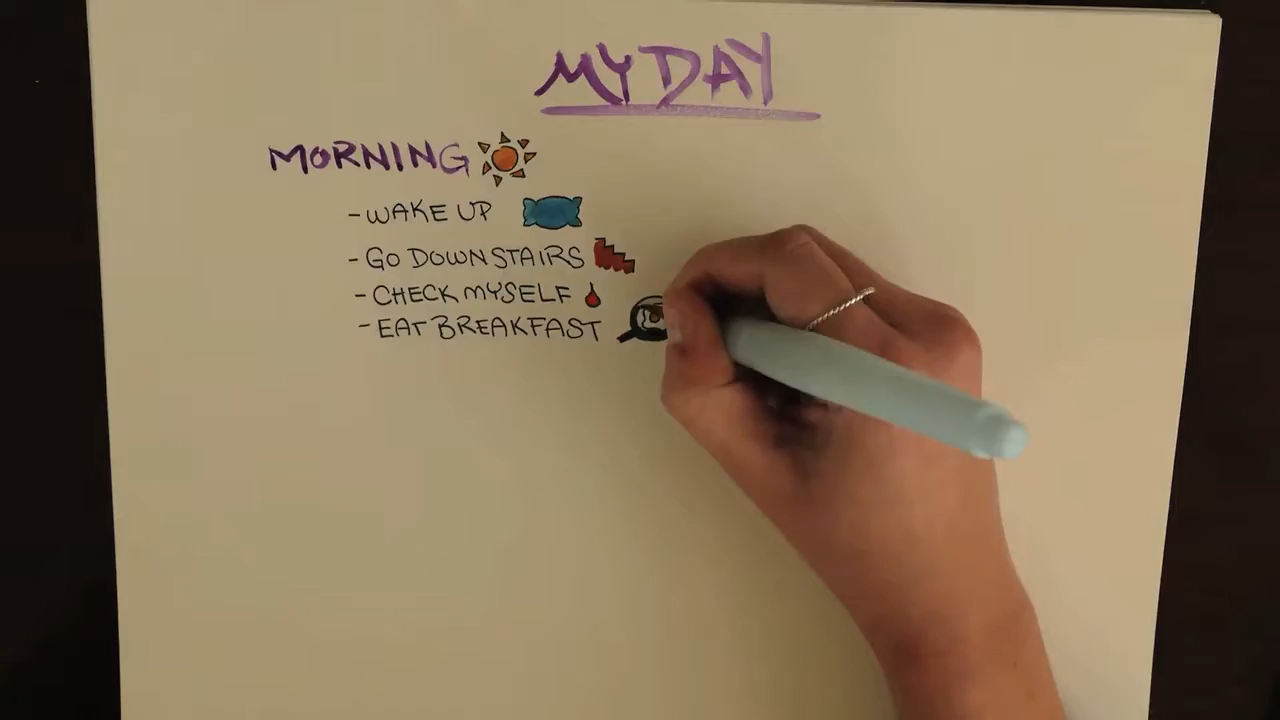 MY DAY
MORNING
- WAKE UP
- GO DOWNSTAIRS
- CHECK MYSELF
- EAT BREAKFAST